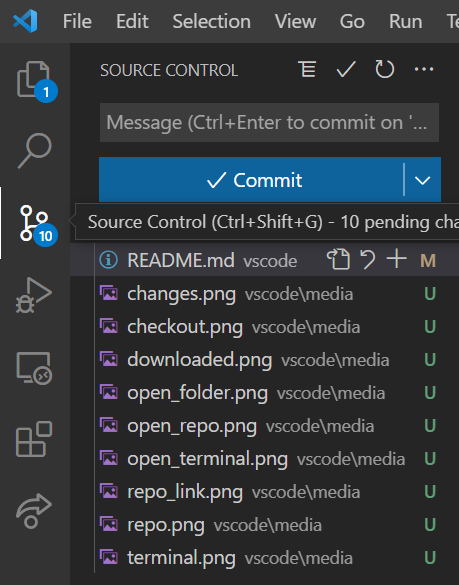 File Edit Selection View Go Run
SOURCE CONTROL
1
Message (Ctrl+Enter to commit on '...
Commit
Source Control (Ctrl+Shift+G) - 10 pending cha
10
README.md vscode M
changes.png vscode\media U
checkout.png vscode\media U
downloaded.png vscode\media U
open_folder.png vscode\media U
open_repo.png vscode\media U
open_terminal.png vscode\media U
repo_link.png vscode\media U
repo.png vscode\media U
terminal.png vscode\media U